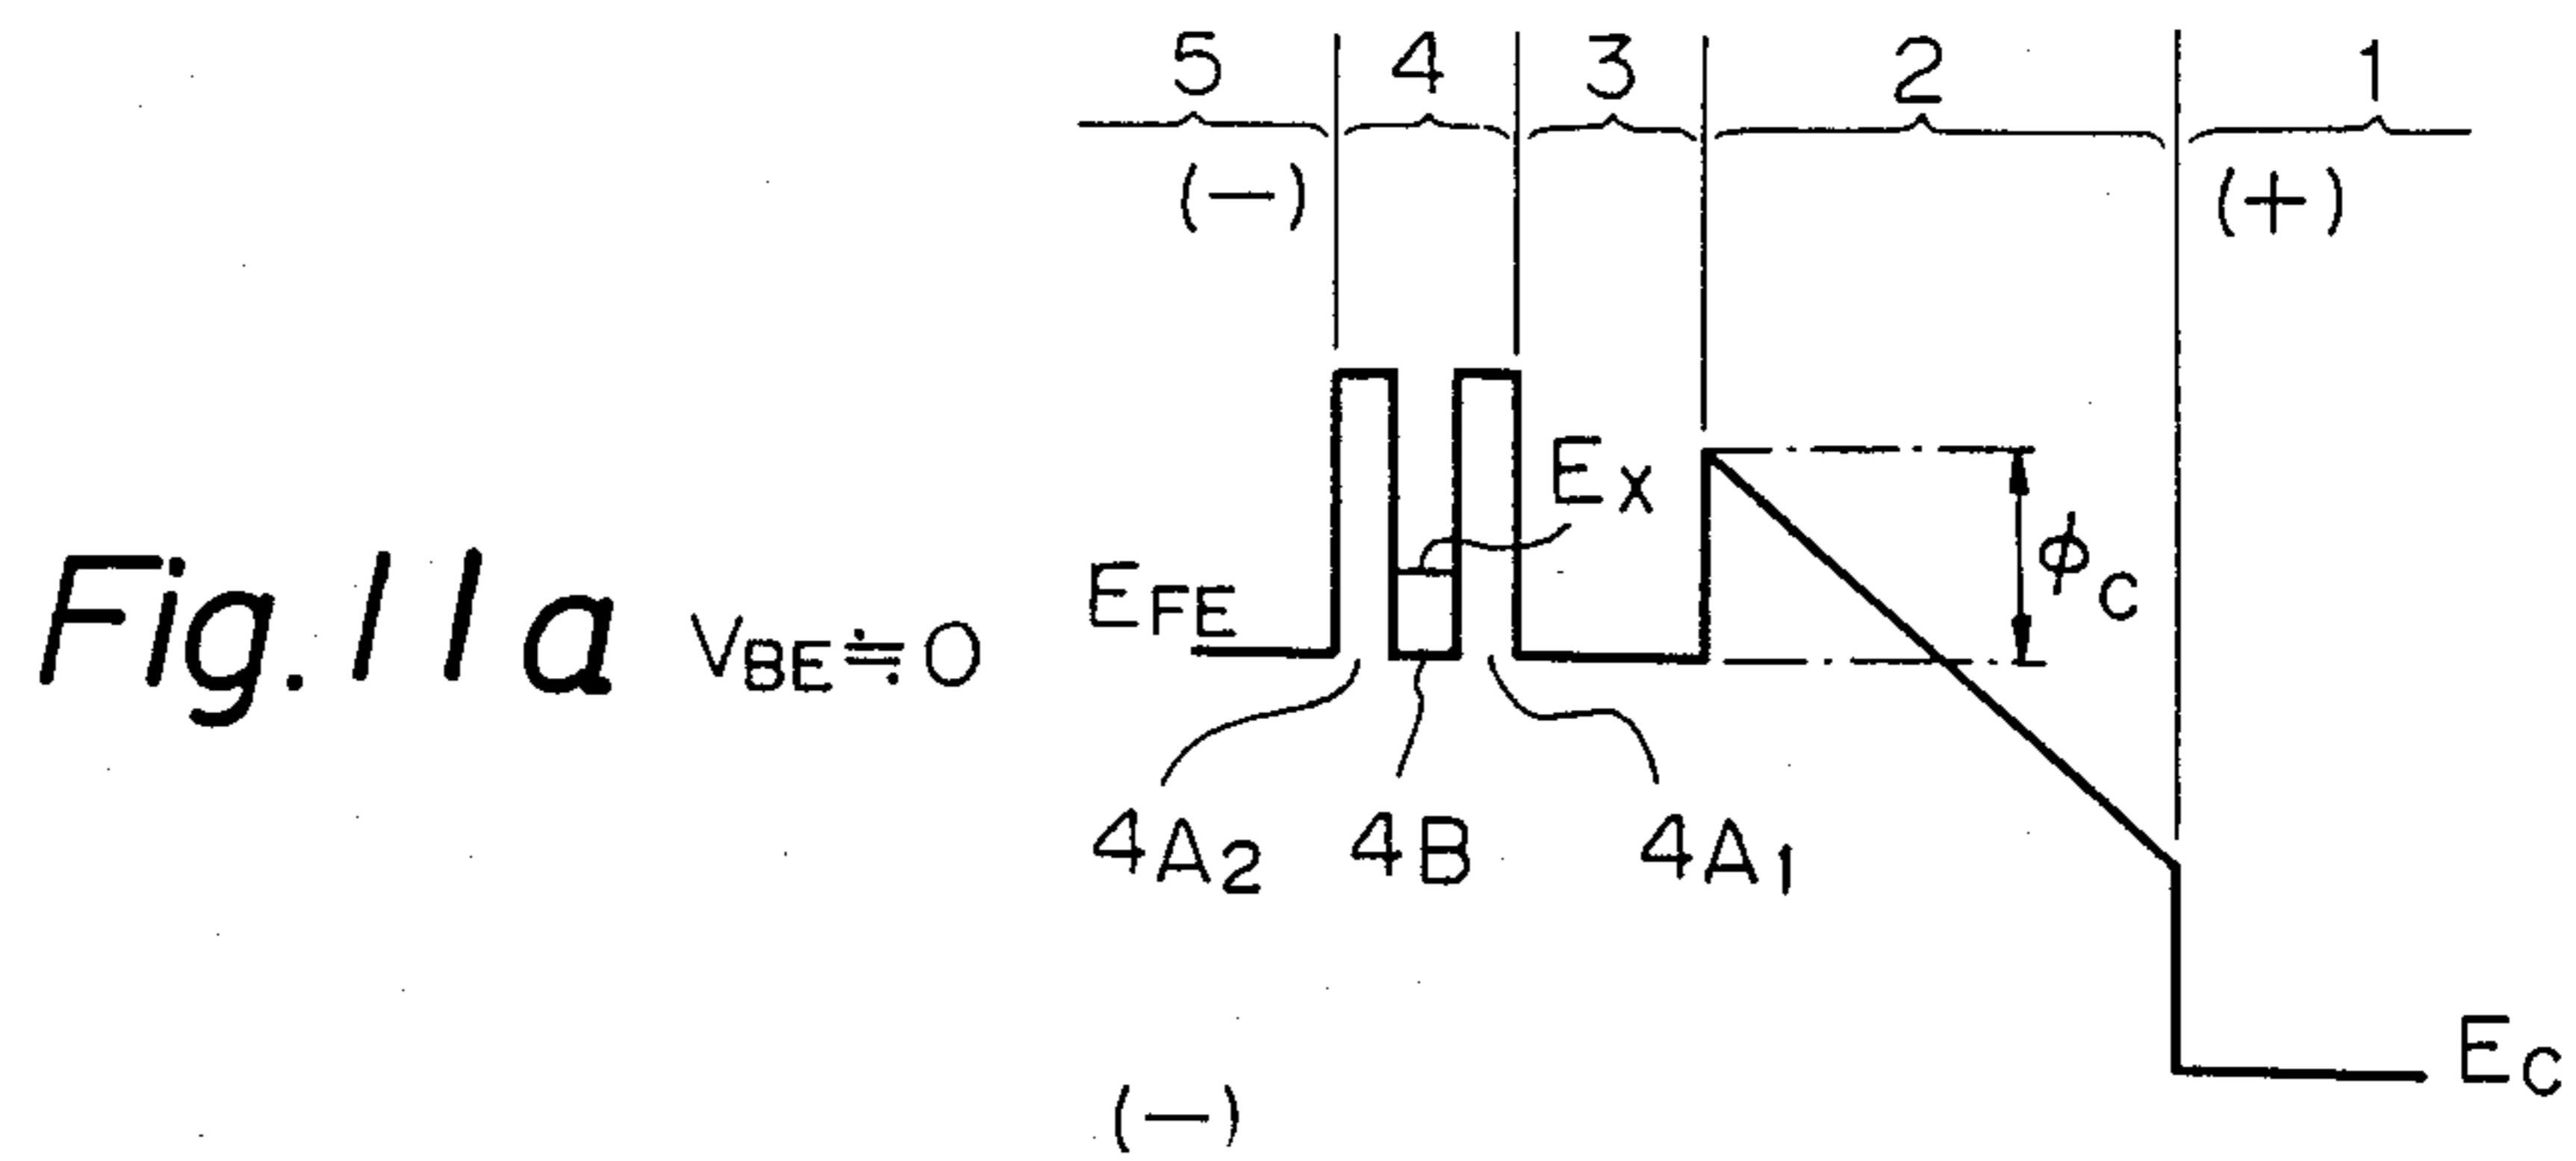 5 4 3 2 1
(−) (+)
EX
ϕC
EFE
Fig. 11a VBE≒0
4A2 4B 4A1
EC
(−)